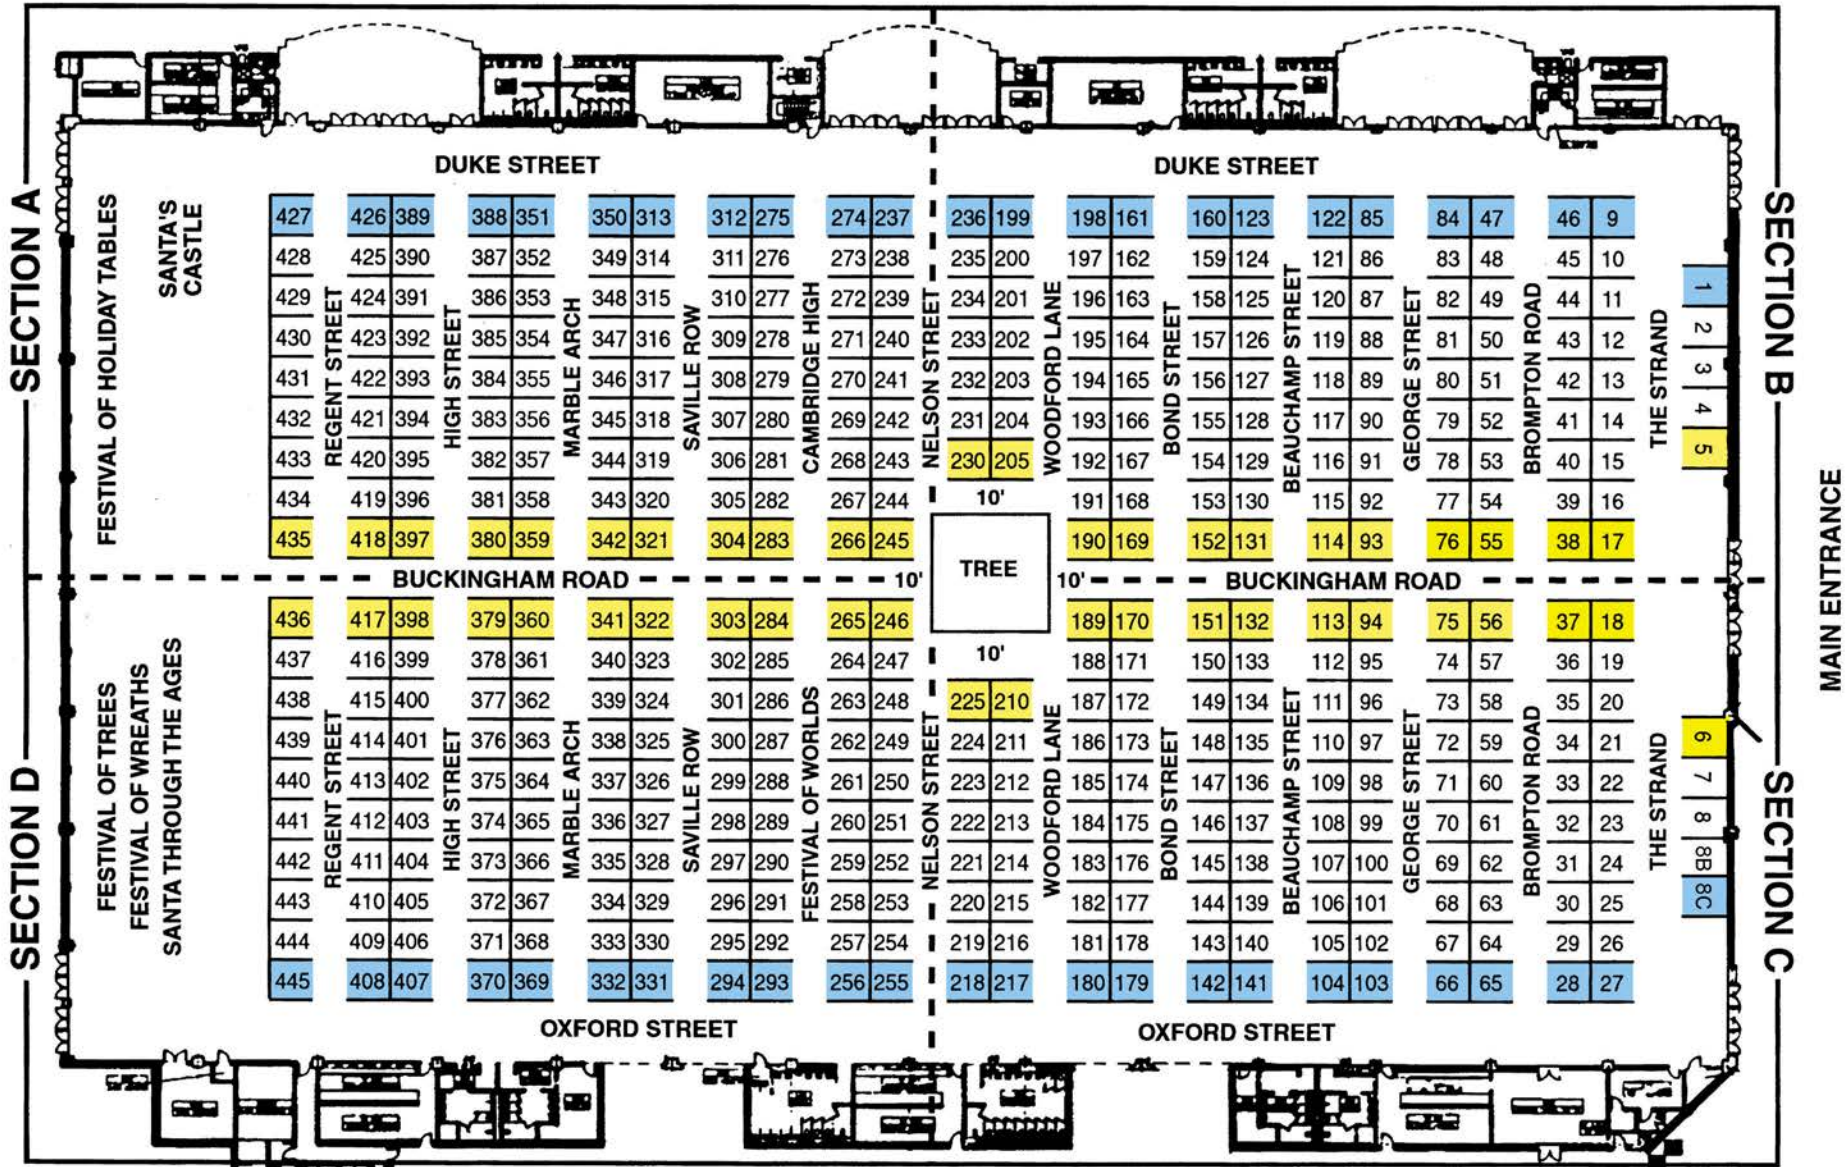 DUKE STREET
DUKE STREET
SECTION A
FESTIVAL OF HOLIDAY TABLES
SANTA'S
CASTLE
427 426 389 388 351 350 313 312 275 274 237 236 199 198 161 160 123 122 85 84 47 46 9
428 425 390 387 352 349 314 311 276 273 238 235 200 197 162 159 124 121 86 83 48 45 10
429 424 391 386 353 348 315 310 277 272 239 234 201 196 163 158 125 120 87 82 49 44 11
430 423 392 385 354 347 316 309 278 271 240 233 202 195 164 157 126 119 88 81 50 43 12
431 422 393 384 355 346 317 308 279 270 241 232 203 194 165 156 127 118 89 80 51 42 13
432 421 394 383 356 345 318 307 280 269 242 231 204 193 166 155 128 117 90 79 52 41 14
433 420 395 382 357 344 319 306 281 268 243 230 205 192 167 154 129 116 91 78 53 40 15
434 419 396 381 358 343 320 305 282 267 244 10' 191 168 153 130 115 92 77 54 39 16
435 418 397 380 359 342 321 304 283 266 245 190 169 152 131 114 93 76 55 38 17
REGENT STREET
HIGH STREET
MARBLE ARCH
SAVILLE ROW
CAMBRIDGE HIGH
NELSON STREET
WOODFORD LANE
BOND STREET
BEAUCHAMP STREET
GEORGE STREET
BROMPTON ROAD
THE STRAND
1
2
3
4
5
SECTION B
MAIN ENTRANCE
BUCKINGHAM ROAD 10' TREE 10' BUCKINGHAM ROAD
SECTION D
FESTIVAL OF TREES
FESTIVAL OF WREATHS
SANTA THROUGH THE AGES
436 417 398 379 360 341 322 303 284 265 246 189 170 151 132 113 94 75 56 37 18
437 416 399 378 361 340 323 302 285 264 247 10' 188 171 150 133 112 95 74 57 36 19
438 415 400 377 362 339 324 301 286 263 248 225 210 187 172 149 134 111 96 73 58 35 20
439 414 401 376 363 338 325 300 287 262 249 224 211 186 173 148 135 110 97 72 59 34 21
440 413 402 375 364 337 326 299 288 261 250 223 212 185 174 147 136 109 98 71 60 33 22
441 412 403 374 365 336 327 298 289 260 251 222 213 184 175 146 137 108 99 70 61 32 23
442 411 404 373 366 335 328 297 290 259 252 221 214 183 176 145 138 107 100 69 62 31 24
443 410 405 372 367 334 329 296 291 258 253 220 215 182 177 144 139 106 101 68 63 30 25
444 409 406 371 368 333 330 295 292 257 254 219 216 181 178 143 140 105 102 67 64 29 26
445 408 407 370 369 332 331 294 293 256 255 218 217 180 179 142 141 104 103 66 65 28 27
REGENT STREET
HIGH STREET
MARBLE ARCH
SAVILLE ROW
FESTIVAL OF WORLDS
NELSON STREET
WOODFORD LANE
BOND STREET
BEAUCHAMP STREET
GEORGE STREET
BROMPTON ROAD
THE STRAND
6
7
8
8B
8C
SECTION C
OXFORD STREET
OXFORD STREET